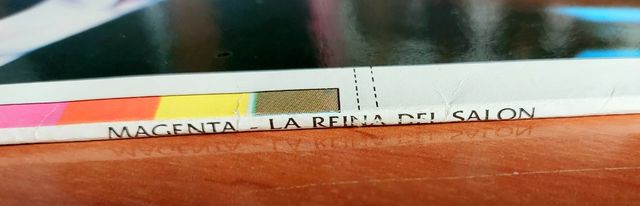 MAGENTA - LA REINA DEL SALON